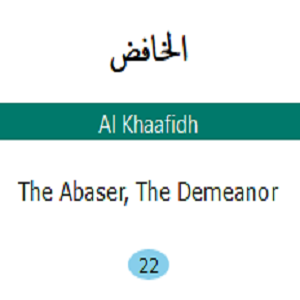 الخافض
Al Khaafidh
The Abaser, The Demeanor
22